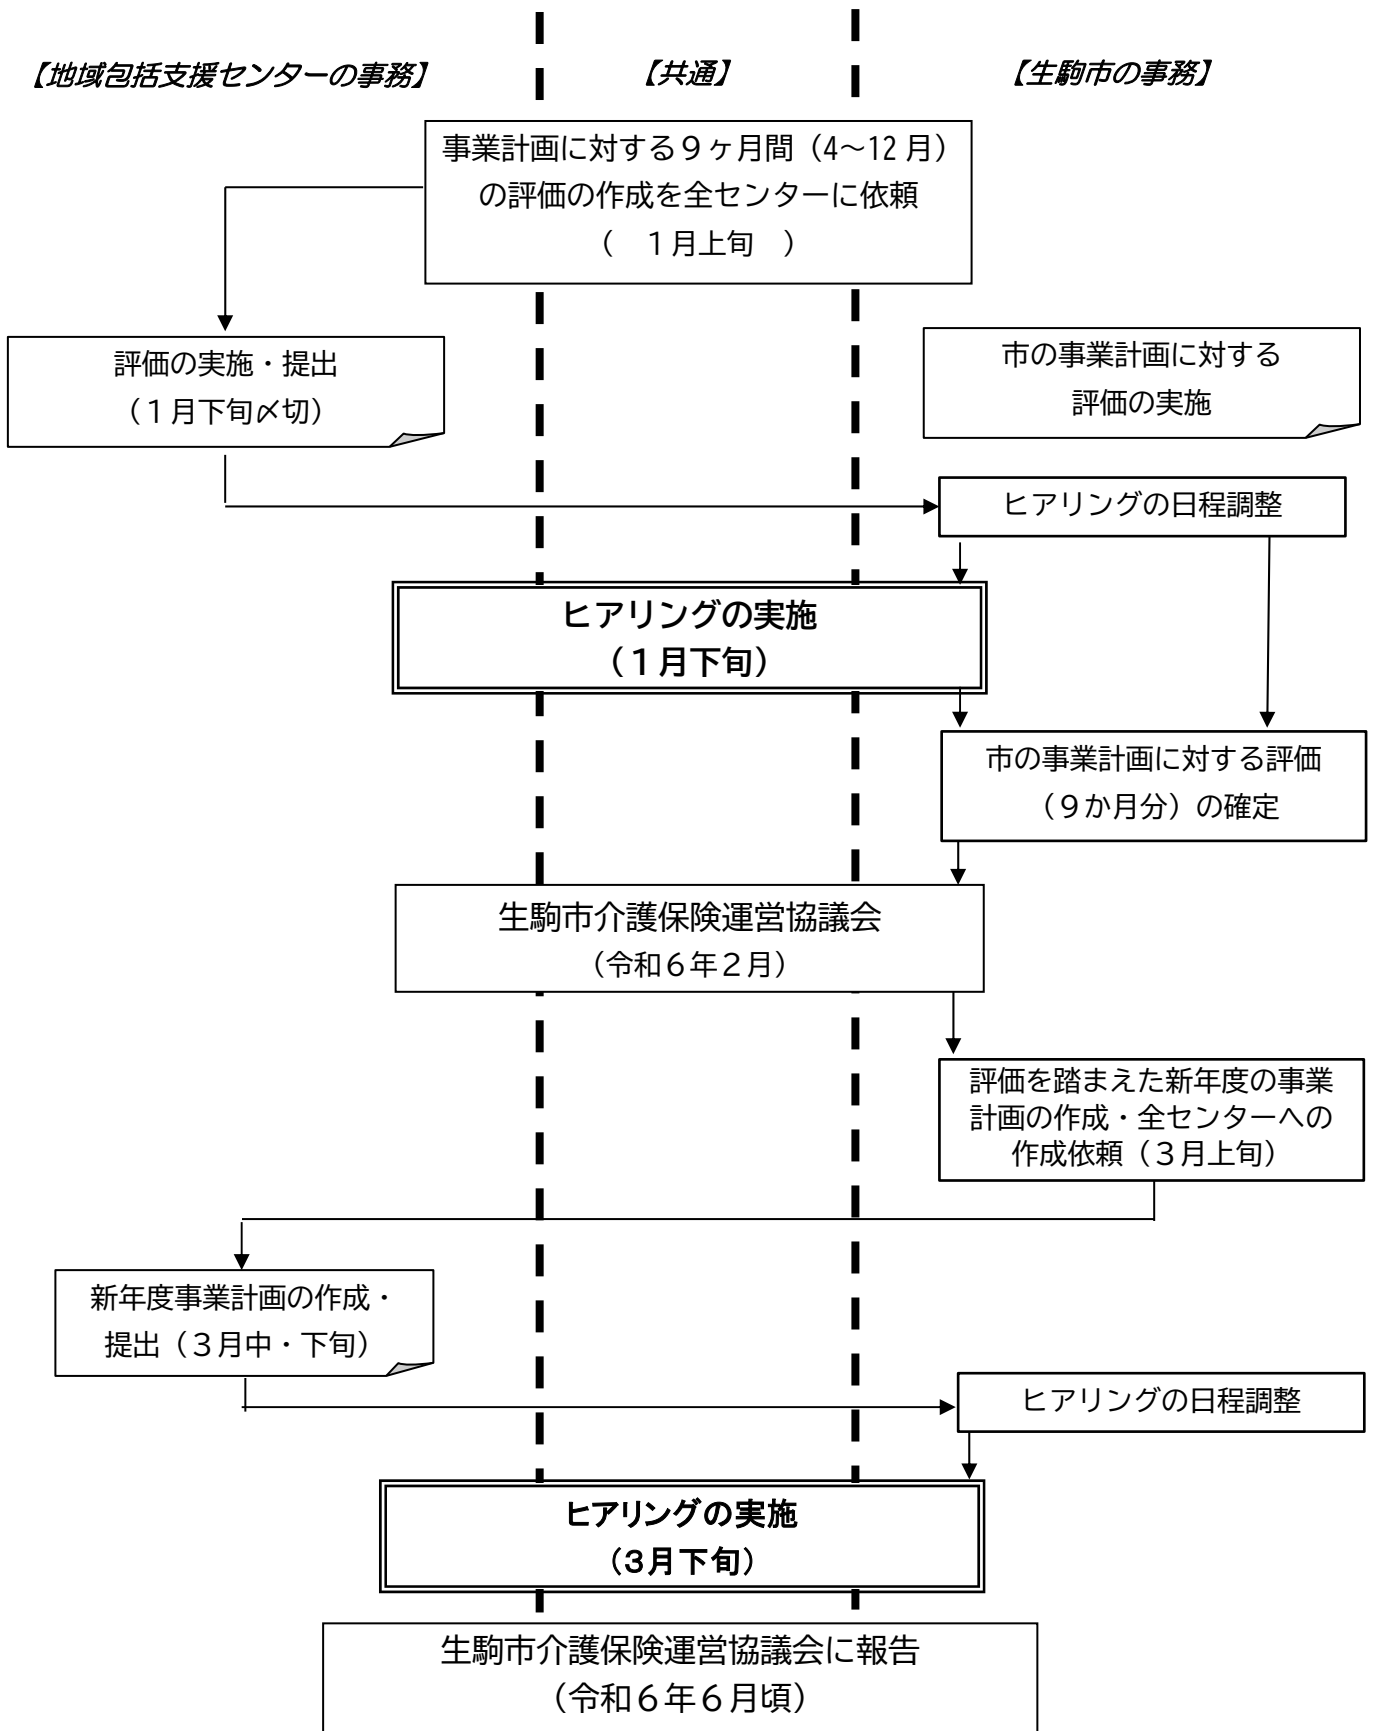 【地域包括支援センターの事務】
【共通】
【生駒市の事務】
事業計画に対する９ヶ月間（4～12月）
の評価の作成を全センターに依頼
（　１月上旬　）
評価の実施・提出
（１月下旬〆切）
市の事業計画に対する
評価の実施
ヒアリングの日程調整
ヒアリングの実施
（１月下旬）
市の事業計画に対する評価
（９か月分）の確定
生駒市介護保険運営協議会
（令和６年２月）
評価を踏まえた新年度の事業
計画の作成・全センターへの
作成依頼（３月上旬）
新年度事業計画の作成・
提出（３月中・下旬）
ヒアリングの日程調整
ヒアリングの実施
（3月下旬）
生駒市介護保険運営協議会に報告
（令和６年６月頃）